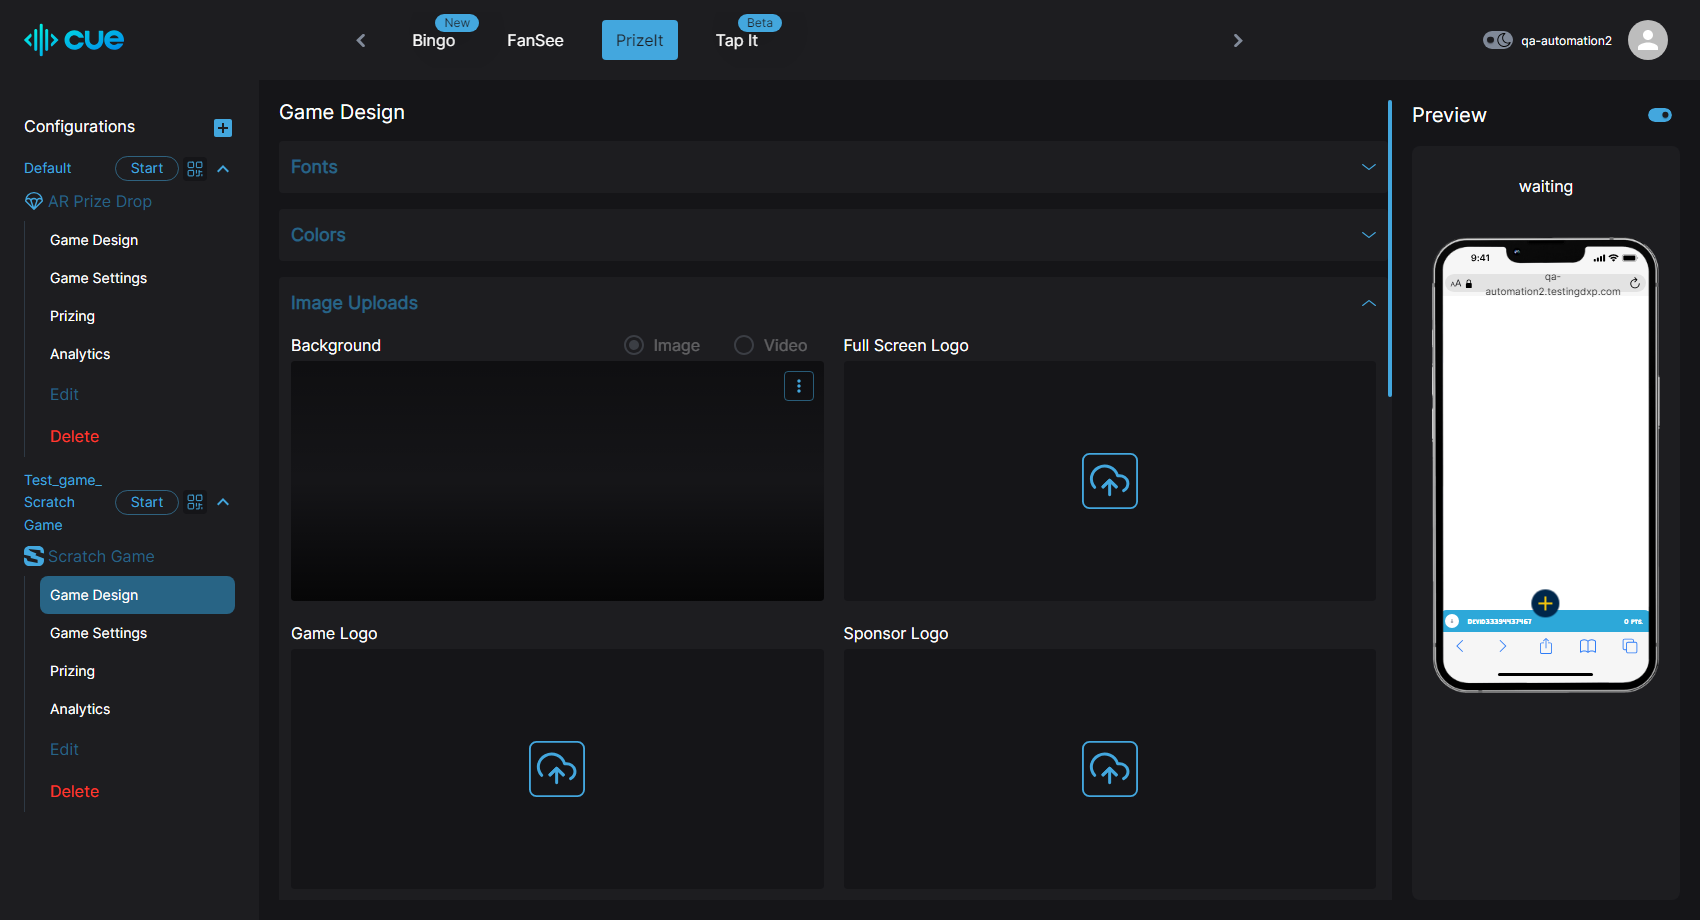 cue
New
Bingo
FanSee
PrizeIt
Beta
Tap It
qa-automation2
Configurations
Default
Start
AR Prize Drop
Game Design
Game Settings
Prizing
Analytics
Edit
Delete
Test_game_
Scratch
Game
Start
Scratch Game
Game Design
Game Settings
Prizing
Analytics
Edit
Delete
Game Design
Fonts
Colors
Image Uploads
Background
Image
Video
Full Screen Logo
Game Logo
Sponsor Logo
Preview
waiting
9:41
AA
qa-
automation2.testingdxp.com
0 PTS.